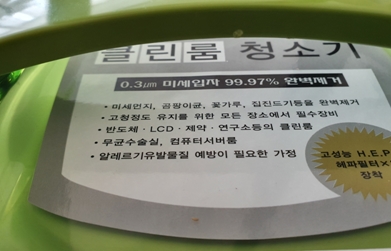 클린룸 청소기
0.3㎛ 미세입자 99.97% 완벽제거
• 미세먼지, 곰팡이균, 꽃가루, 집진드기등을 완벽제거
• 고청정도 유지를 위한 모든 장소에서 필수장비
• 반도체 · LCD · 제약 · 연구소등의 클린룸
• 무균수술실, 컴퓨터서버룸
• 알레르기유발물질 예방이 필요한 가정
고성능 H.E.P
헤파필터×
장착